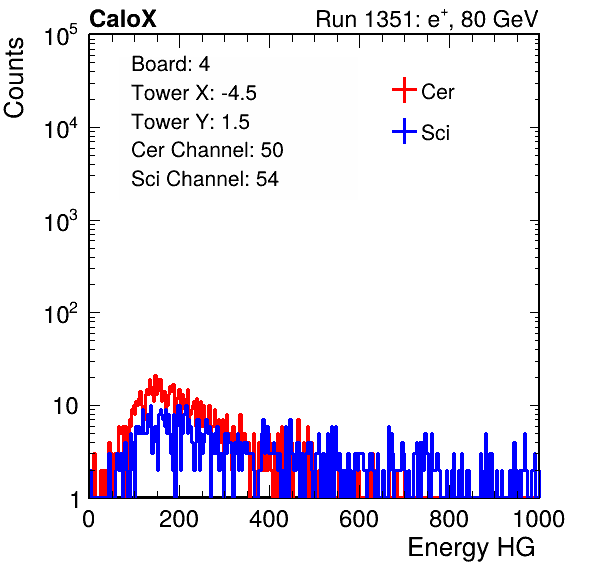 CaloX Run 1351: e⁺, 80 GeV
Counts
10⁵
10⁴
10³
10²
10
1
Board: 4
Tower X: -4.5
Tower Y: 1.5
Cer Channel: 50
Sci Channel: 54
Cer
Sci
0 200 400 600 800 1000
Energy HG